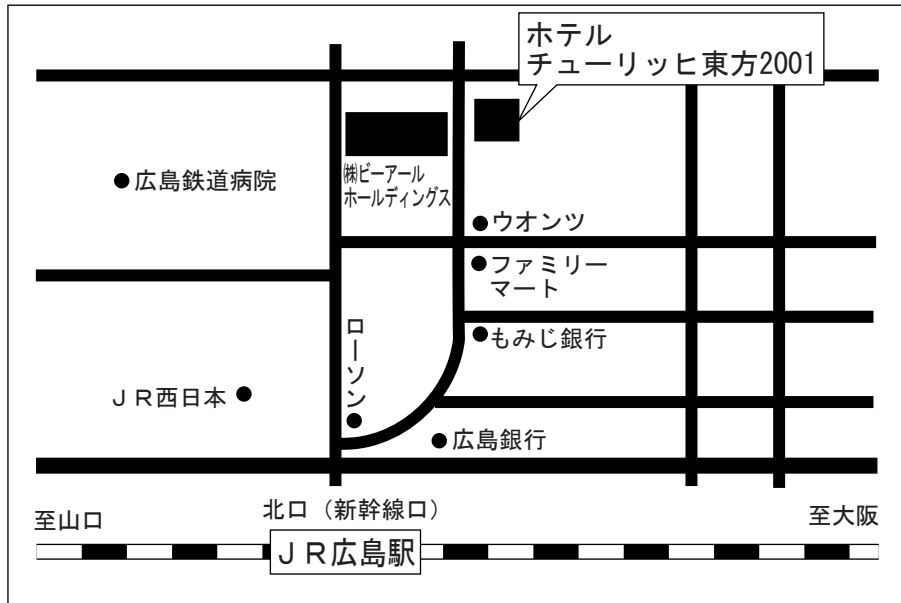 ホテル
チューリッヒ東方2001
広島鉄道病院
㈱ビーアール
ホールディングス
ウオンツ
ファミリー
マート
ローソン
もみじ銀行
ＪＲ西日本
広島銀行
北口（新幹線口）
至山口
至大阪
ＪＲ広島駅